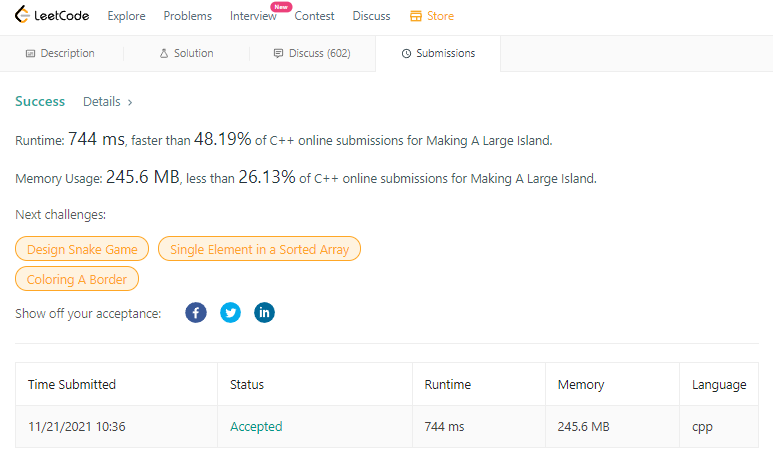 New
LeetCode Explore Problems Interview Contest Discuss Store
Description Solution Discuss (602) Submissions
Success Details >
Runtime: 744 ms, faster than 48.19% of C++ online submissions for Making A Large Island.
Memory Usage: 245.6 MB, less than 26.13% of C++ online submissions for Making A Large Island.
Next challenges:
Design Snake Game Single Element in a Sorted Array
Coloring A Border
Show off your acceptance: f in
Time Submitted Status Runtime Memory Language
11/21/2021 10:36 Accepted 744 ms 245.6 MB cpp